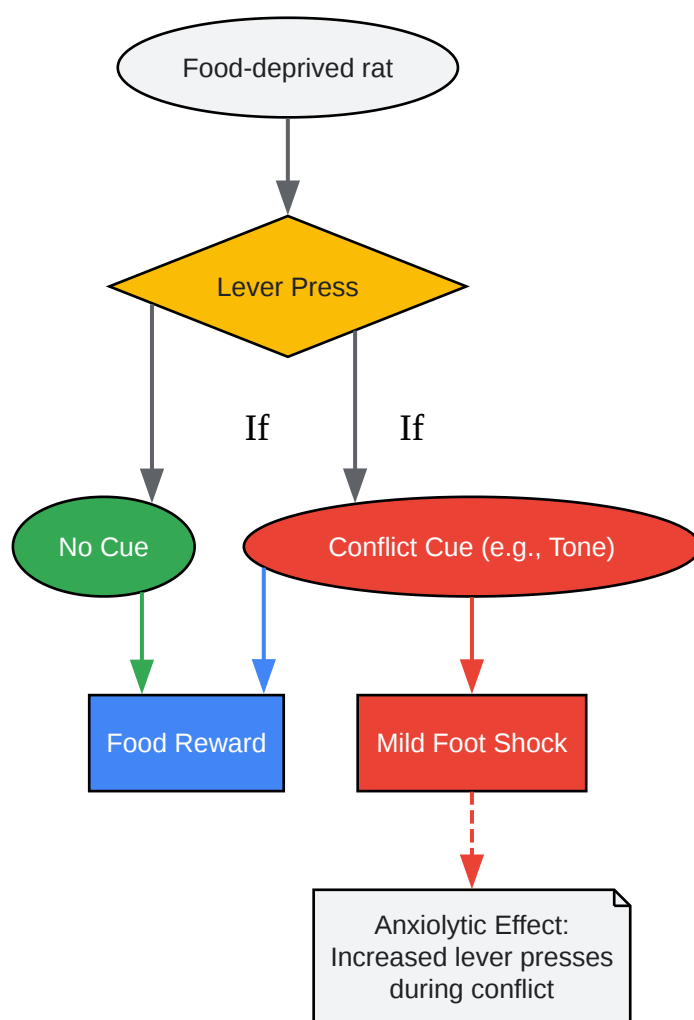 Food-deprived rat
Lever Press
If
If
No Cue
Conflict Cue (e.g., Tone)
Food Reward
Mild Foot Shock
Anxiolytic Effect:
Increased lever presses
during conflict